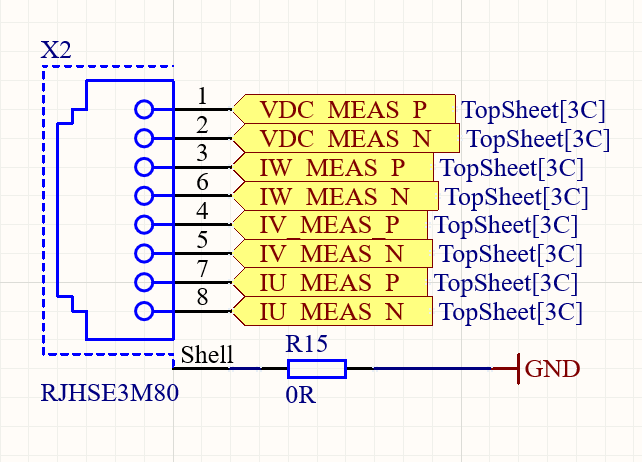 X2
1 VDC_MEAS_P TopSheet[3C]
2 VDC_MEAS_N TopSheet[3C]
3 IW_MEAS_P TopSheet[3C]
6 IW_MEAS_N TopSheet[3C]
4 IV_MEAS_P TopSheet[3C]
5 IV_MEAS_N TopSheet[3C]
7 IU_MEAS_P TopSheet[3C]
8 IU_MEAS_N TopSheet[3C]
Shell R15
GND
RJHSE3M80 0R